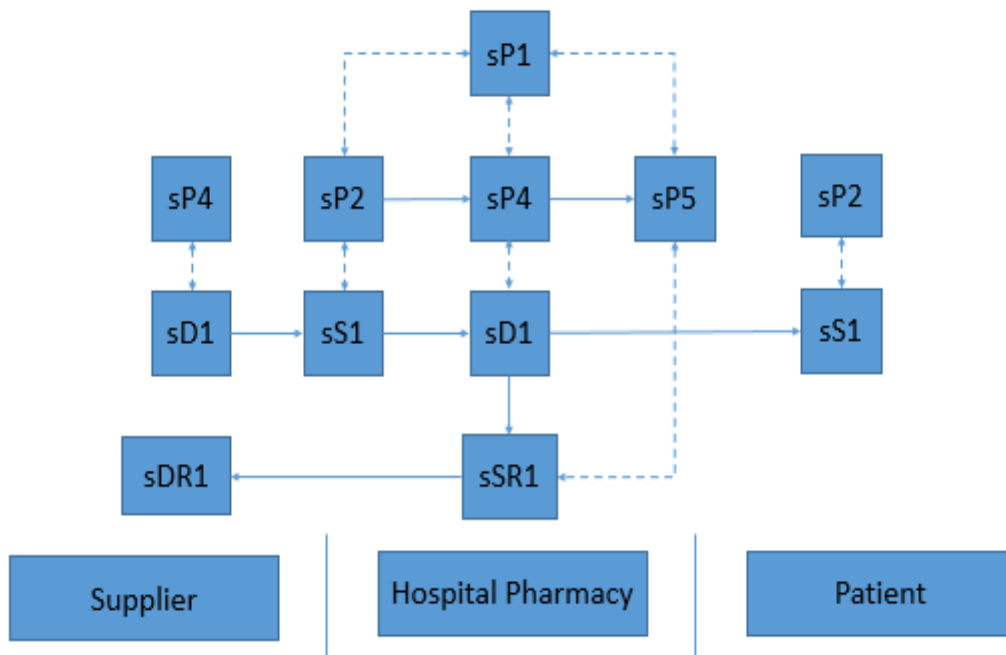 sP1
sP4
sP2
sP4
sP5
sP2
sD1
sS1
sD1
sS1
sDR1
sSR1
Supplier
Hospital Pharmacy
Patient